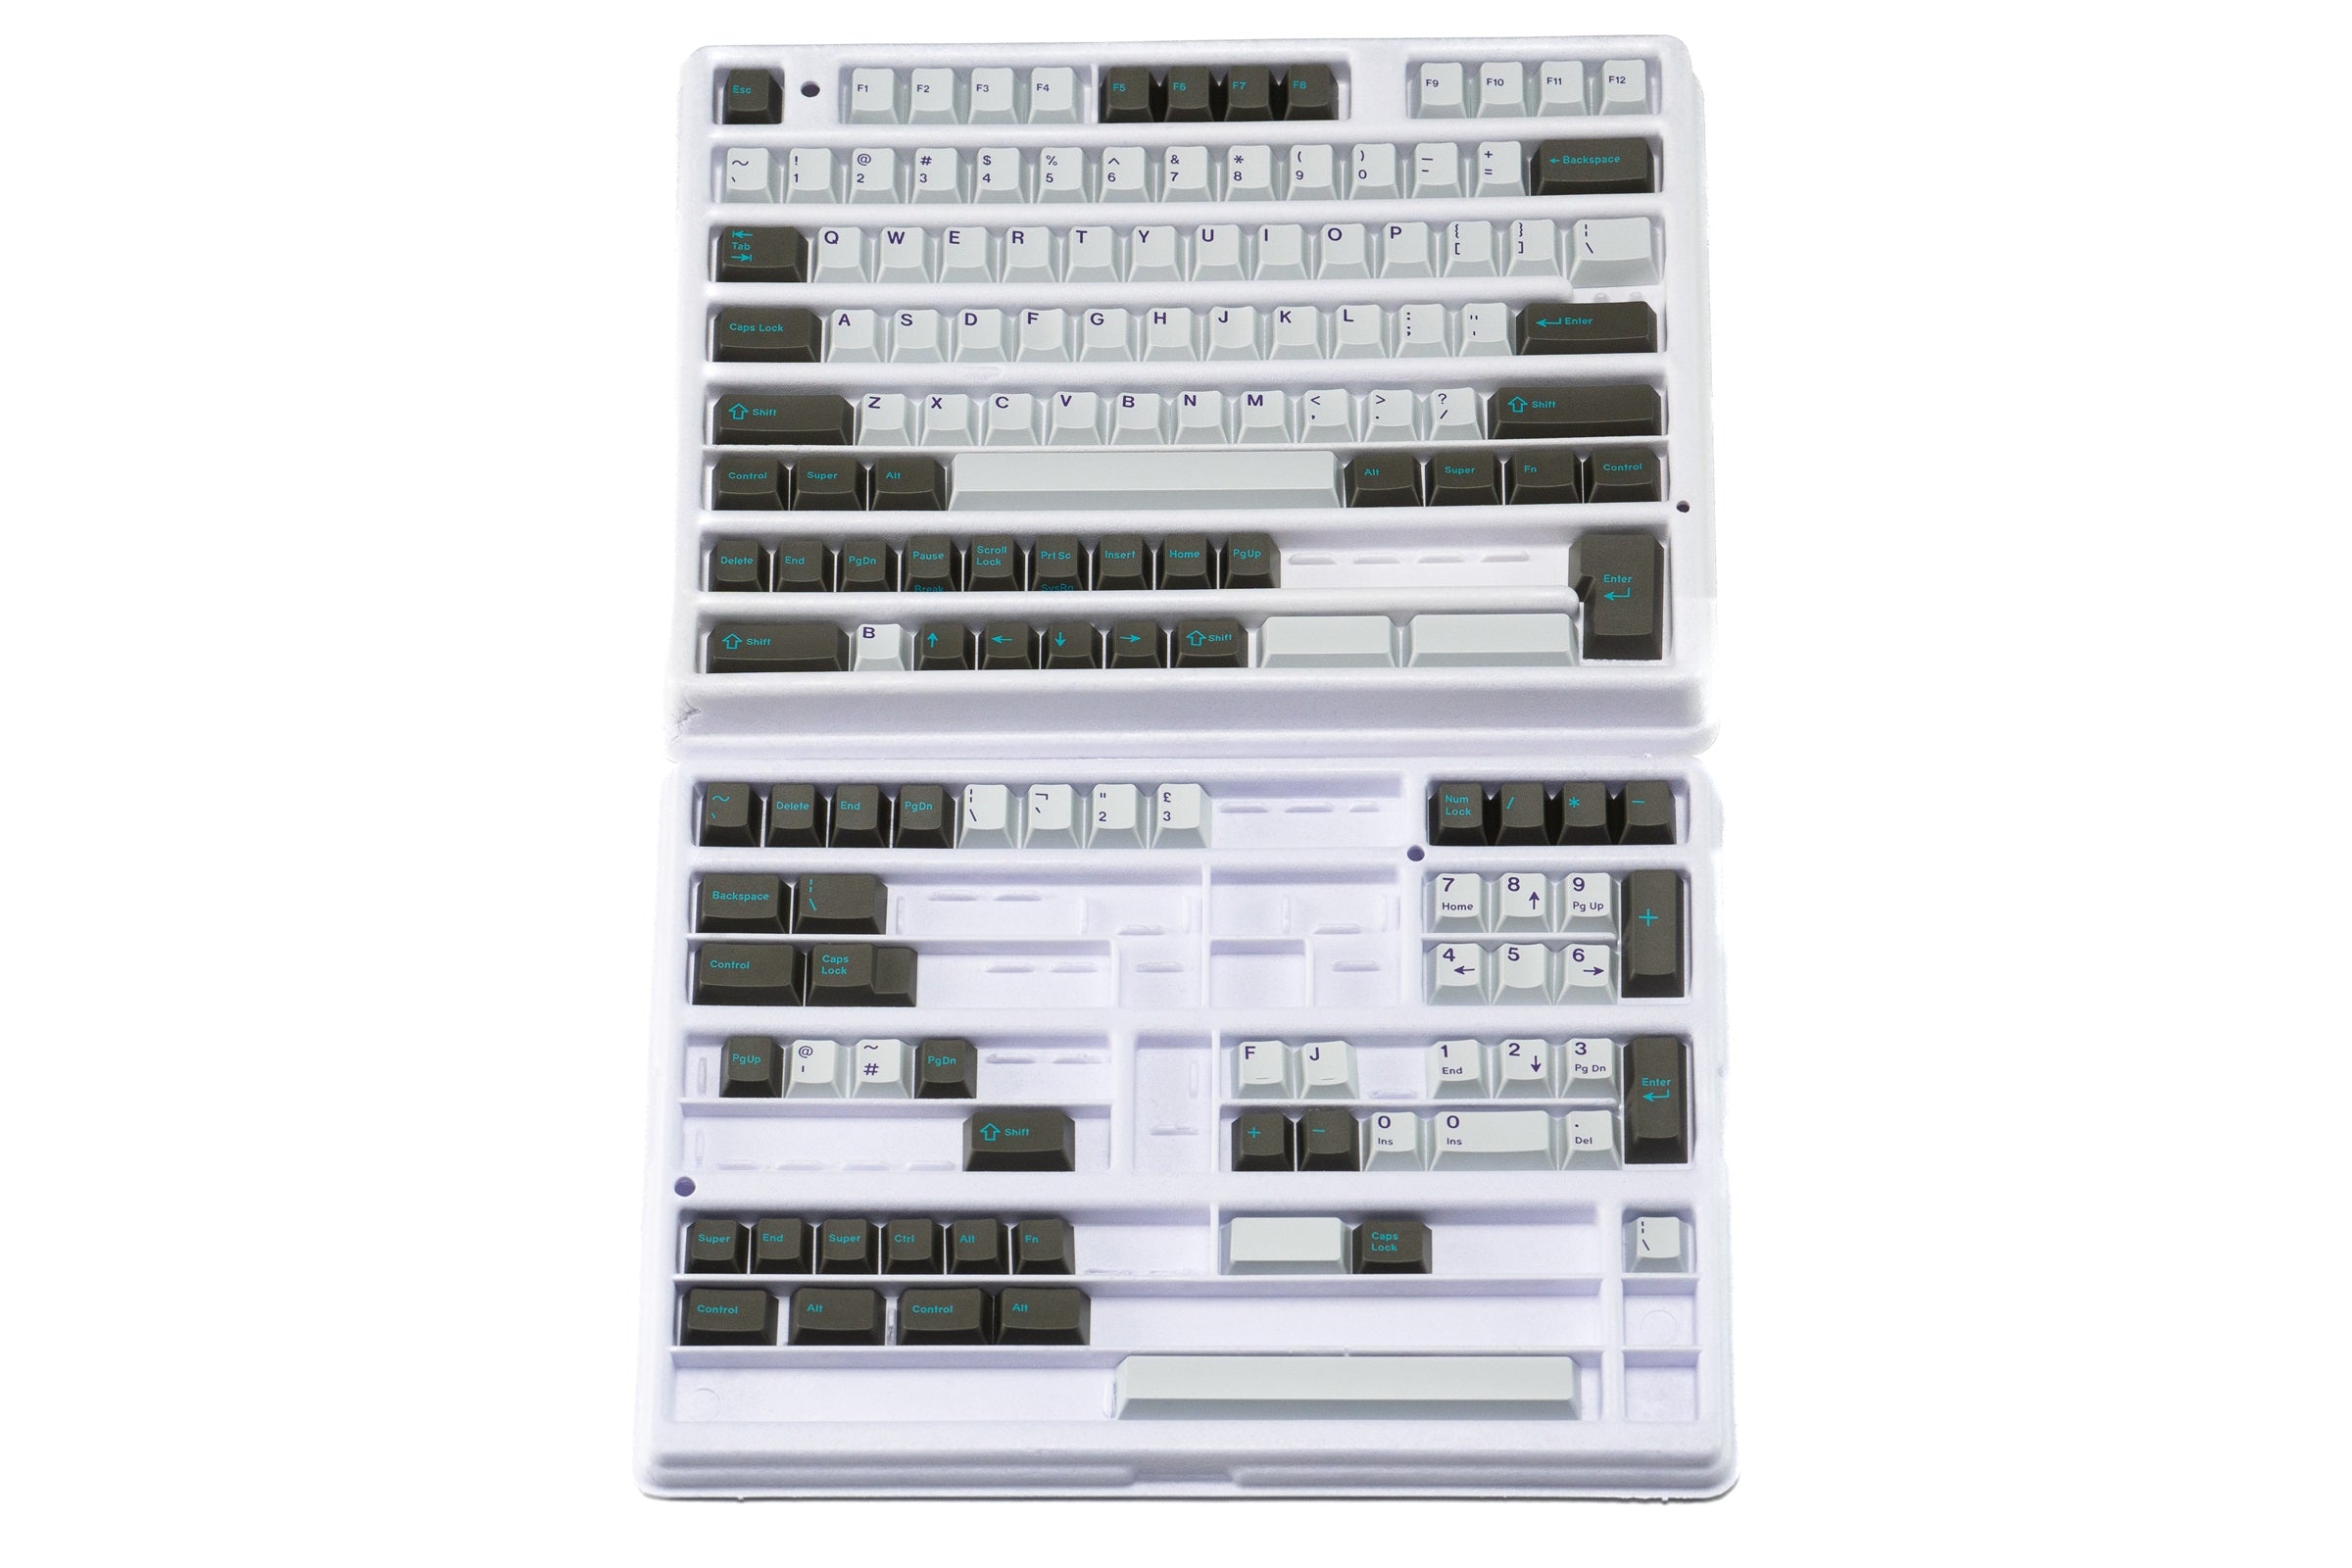 Esc F1 F2 F3 F4 F5 F6 F7 F8 F9 F10 F11 F12
~ ! @ # $ % ^ & * ( ) — + ← Backspace
` 1 2 3 4 5 6 7 8 9 0 - =
Tab Q W E R T Y U I O P { } ¦
[ ] \
Caps Lock A S D F G H J K L : " Enter
; '
Shift Z X C V B N M < > ? Shift
, . /
Control Super Alt Alt Super Fn Control
Delete End PgDn Pause Scroll PrtSc Insert Home PgUp
Lock
Break SysRq
Enter
Shift B ↑ ← ↓ → Shift
~ Delete End PgDn ¦ ¬ " £ Num / * −
` \ ` 2 3 Lock
Backspace ¦ 7 8 9 +
\ Home ↑ Pg Up
Control Caps 4 5 6
Lock ← →
PgUp @ ~ PgDn F J 1 2 3 Enter
' # _ _ End ↓ Pg Dn
Shift + − 0 0 .
Ins Ins Del
Super End Super Ctrl Alt Fn Caps ¦
Lock \
Control Alt Control Alt